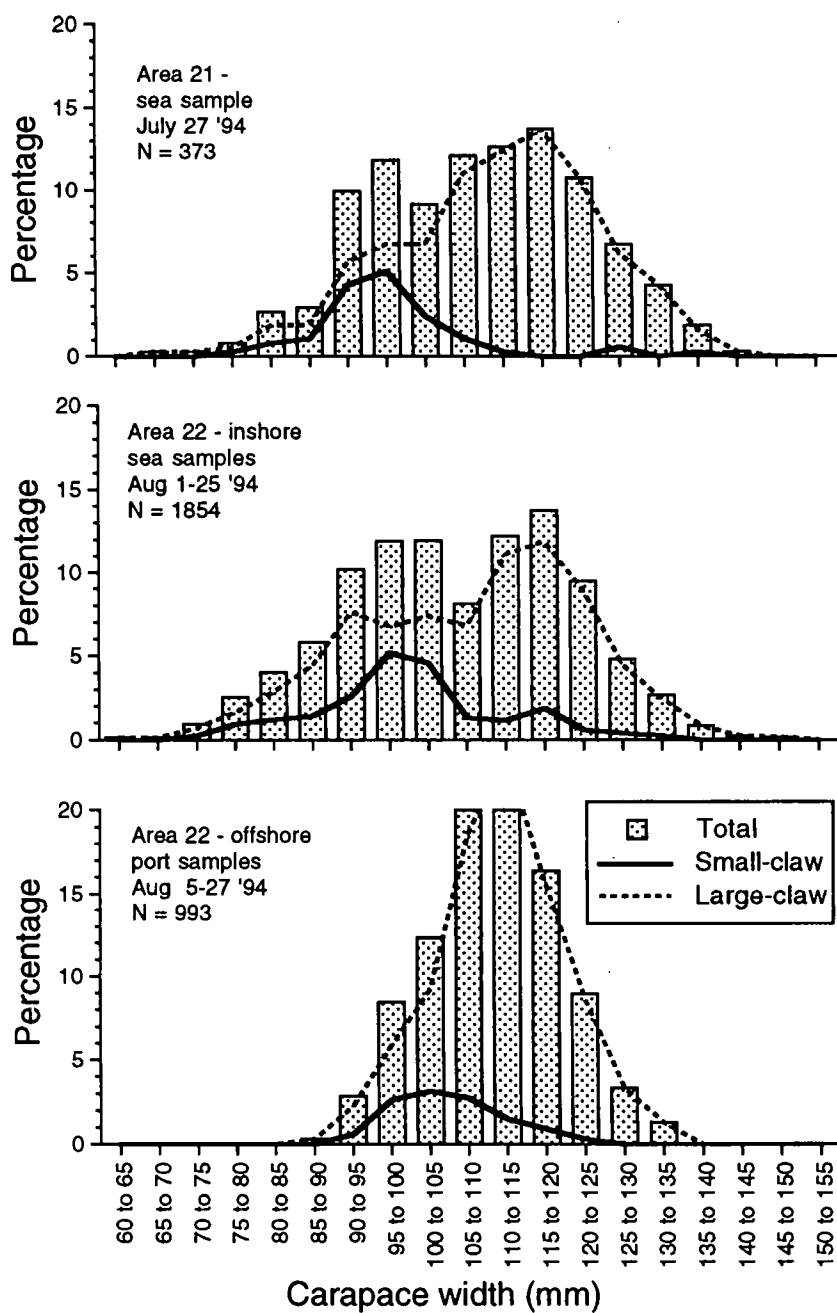 20
15
10
5
0
Percentage
Area 21 -
sea sample
July 27 '94
N = 373
20
15
10
5
0
Percentage
Area 22 - inshore
sea samples
Aug 1-25 '94
N = 1854
20
15
10
5
0
Percentage
Area 22 - offshore
port samples
Aug 5-27 '94
N = 993
Total
Small-claw
Large-claw
60 to 65
65 to 70
70 to 75
75 to 80
80 to 85
85 to 90
90 to 95
95 to 100
100 to 105
105 to 110
110 to 115
115 to 120
120 to 125
125 to 130
130 to 135
135 to 140
140 to 145
145 to 150
150 to 155
Carapace width (mm)